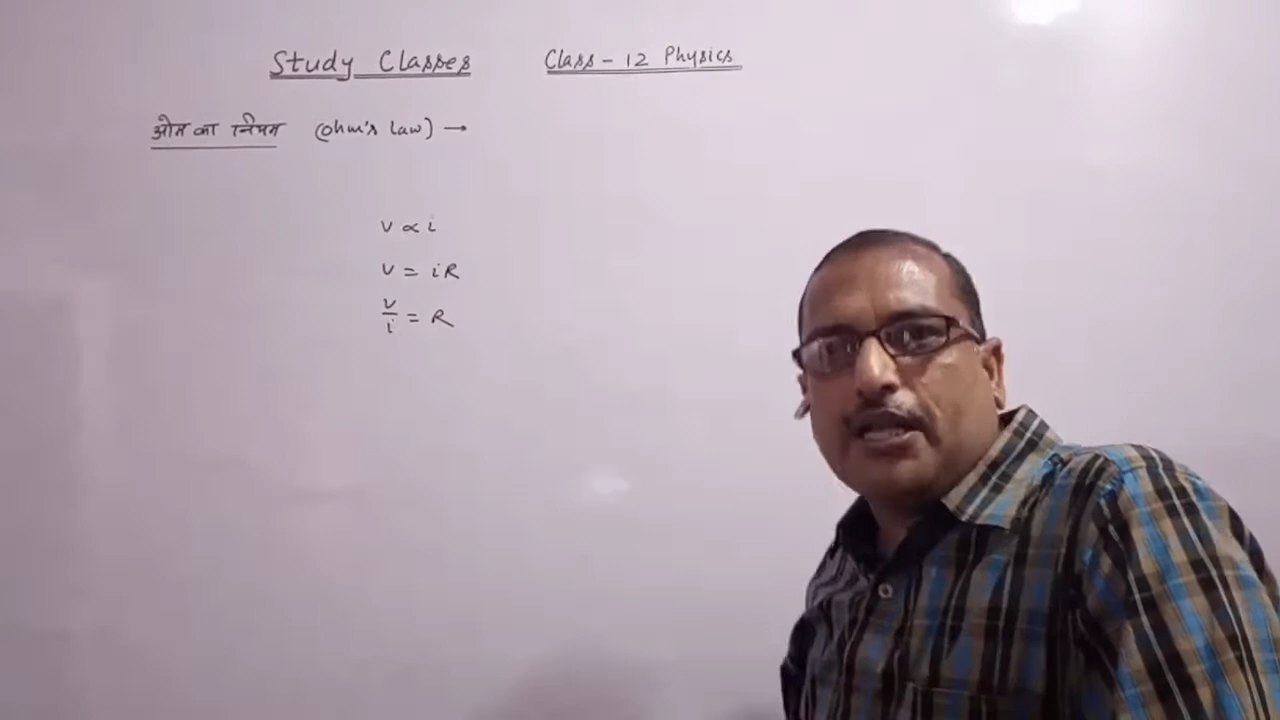 Study Classes Class - 12 Physics
ओम का नियम (ohm's law) →
v ∝ i
v = iR
v/i = R